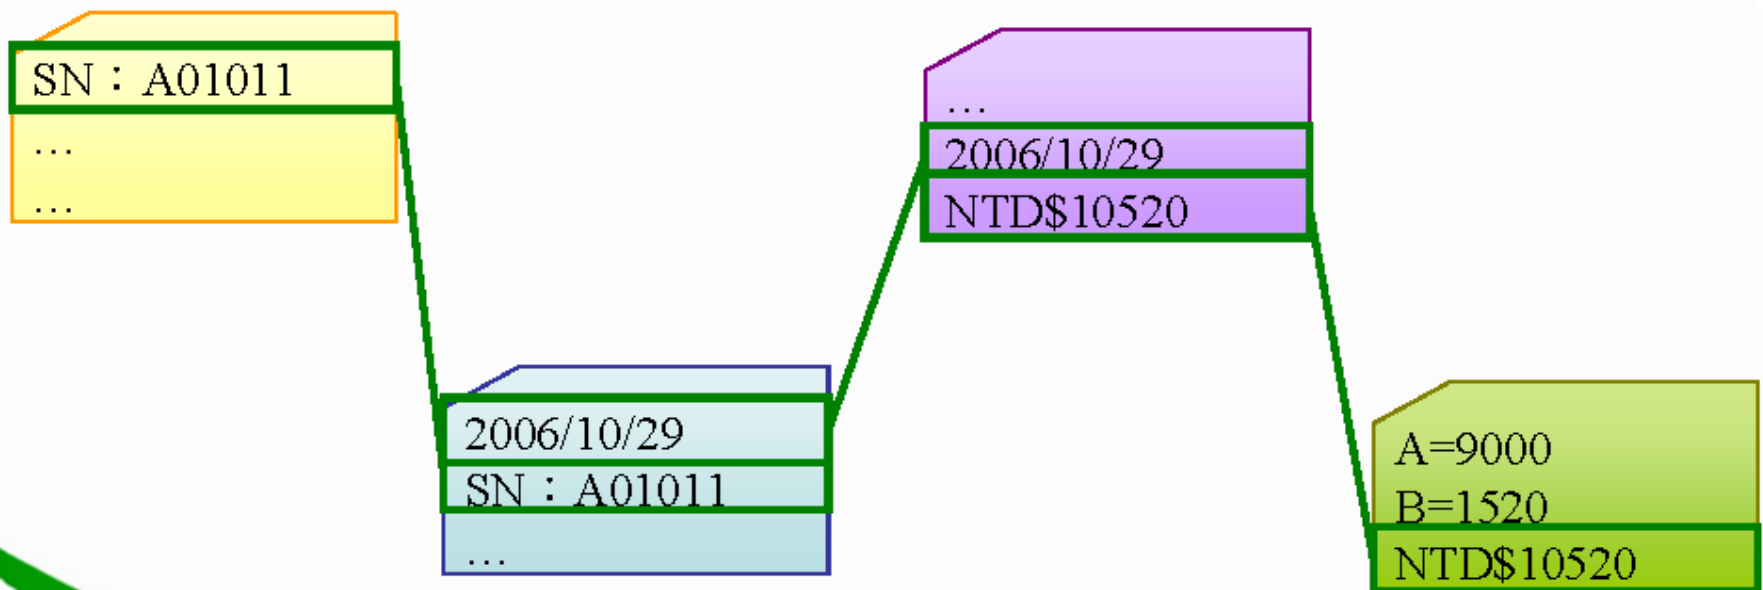 SN：A01011
…
…
2006/10/29
SN：A01011
…
…
2006/10/29
NTD$10520
A=9000
B=1520
NTD$10520